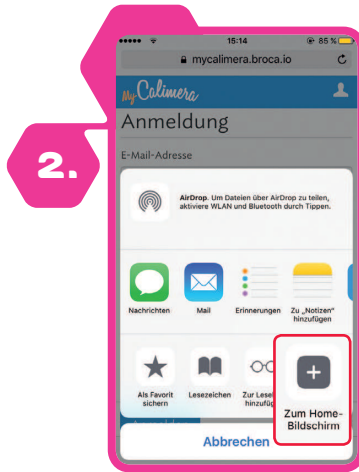 2.
15:14
85 %
mycalimera.broca.io
My Calimera
Anmeldung
E-Mail-Adresse
AirDrop. Um Dateien über AirDrop zu teilen,
aktiviere WLAN und Bluetooth durch Tippen.
Nachrichten
Mail
Erinnerungen
Zu „Notizen“
hinzufügen
Als Favorit
sichern
Lesezeichen
Zur Lese
hinzufüg
Zum Home-
Bildschirm
Abbrechen